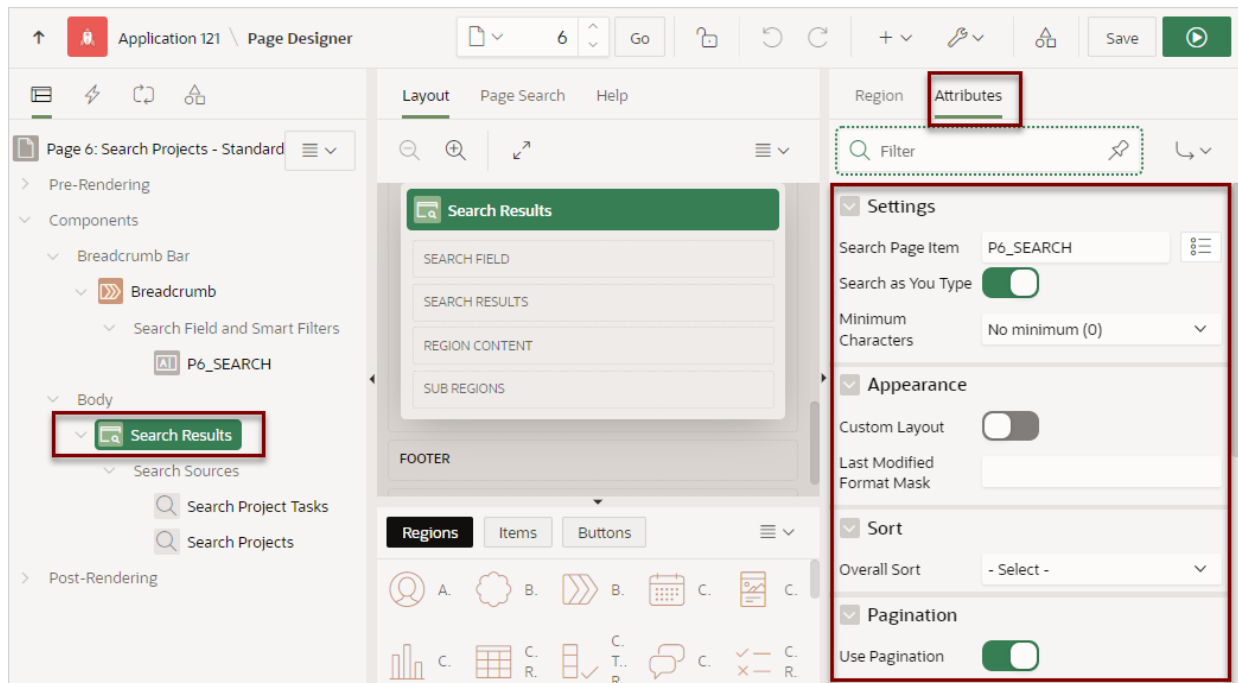 Application 121 \ Page Designer
6
Go
Save
Page 6: Search Projects - Standard
Pre-Rendering
Components
Breadcrumb Bar
Breadcrumb
Search Field and Smart Filters
P6_SEARCH
Body
Search Results
Search Sources
Search Project Tasks
Search Projects
Post-Rendering
Layout
Page Search
Help
Search Results
SEARCH FIELD
SEARCH RESULTS
REGION CONTENT
SUB REGIONS
FOOTER
Regions
Items
Buttons
A.
B.
B.
C.
C.
C.
C.
R.
C.
T..
R
C.
C.
R.
Region
Attributes
Filter
Settings
Search Page Item
P6_SEARCH
Search as You Type
Minimum
Characters
No minimum (0)
Appearance
Custom Layout
Last Modified
Format Mask
Sort
Overall Sort
- Select -
Pagination
Use Pagination